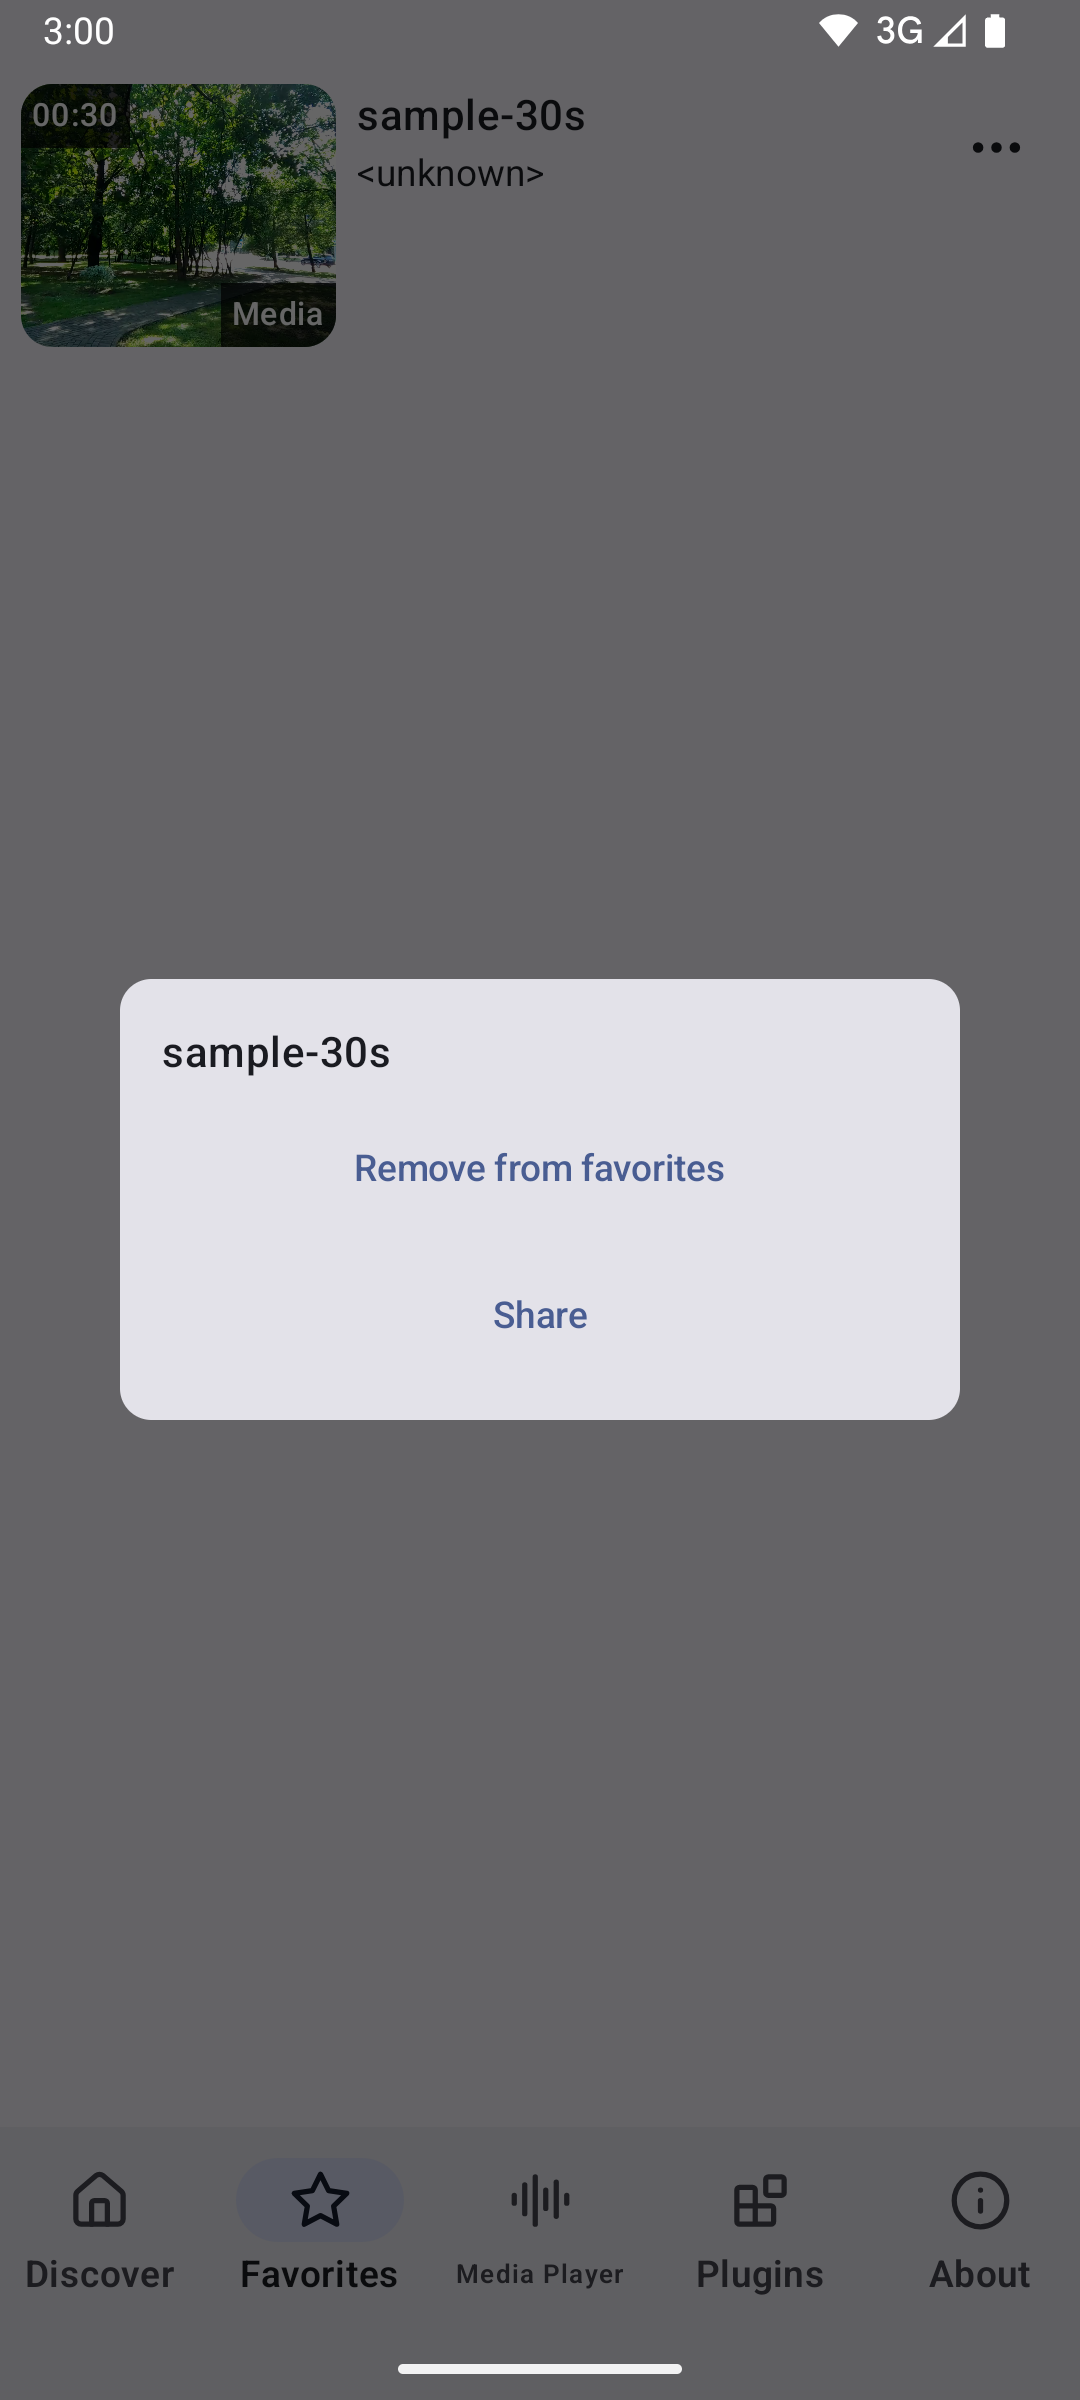 3:00
3G
00:30
sample-30s
<unknown>
Media
sample-30s
Remove from favorites
Share
Discover
Favorites
Media Player
Plugins
About